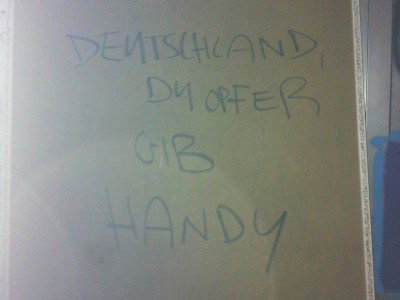 DEUTSCHLAND,
DU OPFER
GIB
HANDY